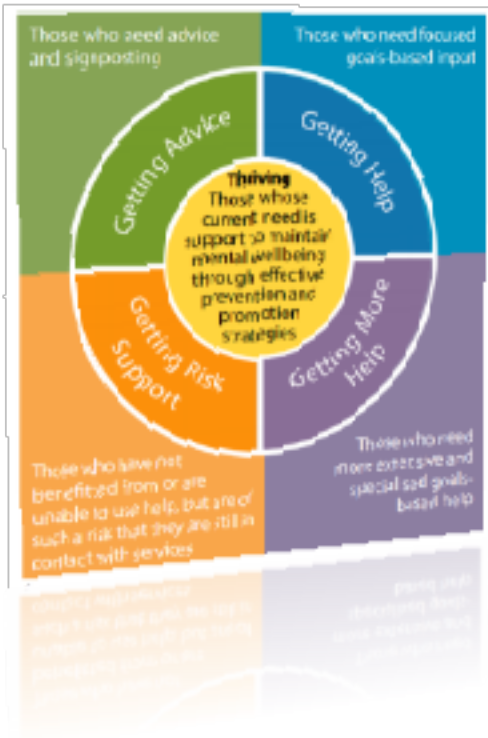 Those who need advice
and signposting
Those who need focused
goals-based input
Getting Advice
Getting Help
Thriving
Those whose
current need is
support to maintain
mental wellbeing
through effective
prevention and
promotion
strategies
Getting Risk
Support
Getting More
Help
Those who have not
benefitted from or are
unable to use help, but are of
such a risk that they are still in
contact with services
Those who need
more extensive and
specialised goals-
based help